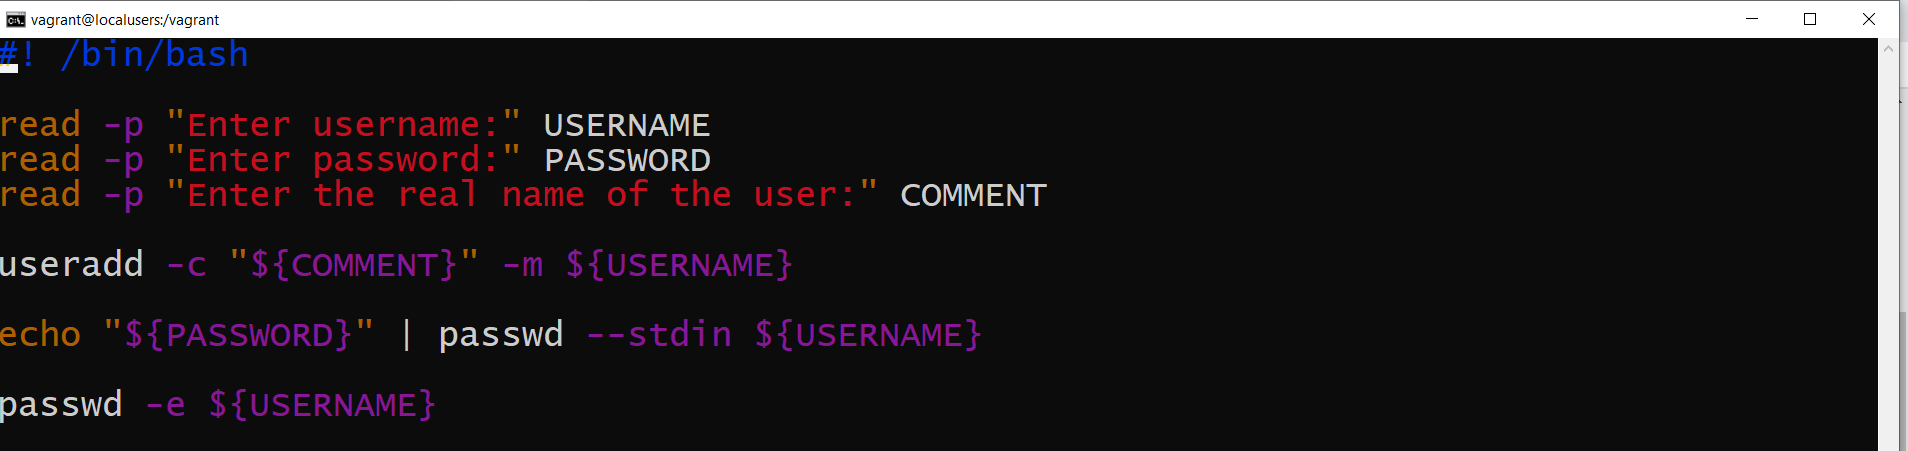 vagrant@localusers:/vagrant
#! /bin/bash
read -p "Enter username:" USERNAME
read -p "Enter password:" PASSWORD
read -p "Enter the real name of the user:" COMMENT
useradd -c "${COMMENT}" -m ${USERNAME}
echo "${PASSWORD}" | passwd --stdin ${USERNAME}
passwd -e ${USERNAME}